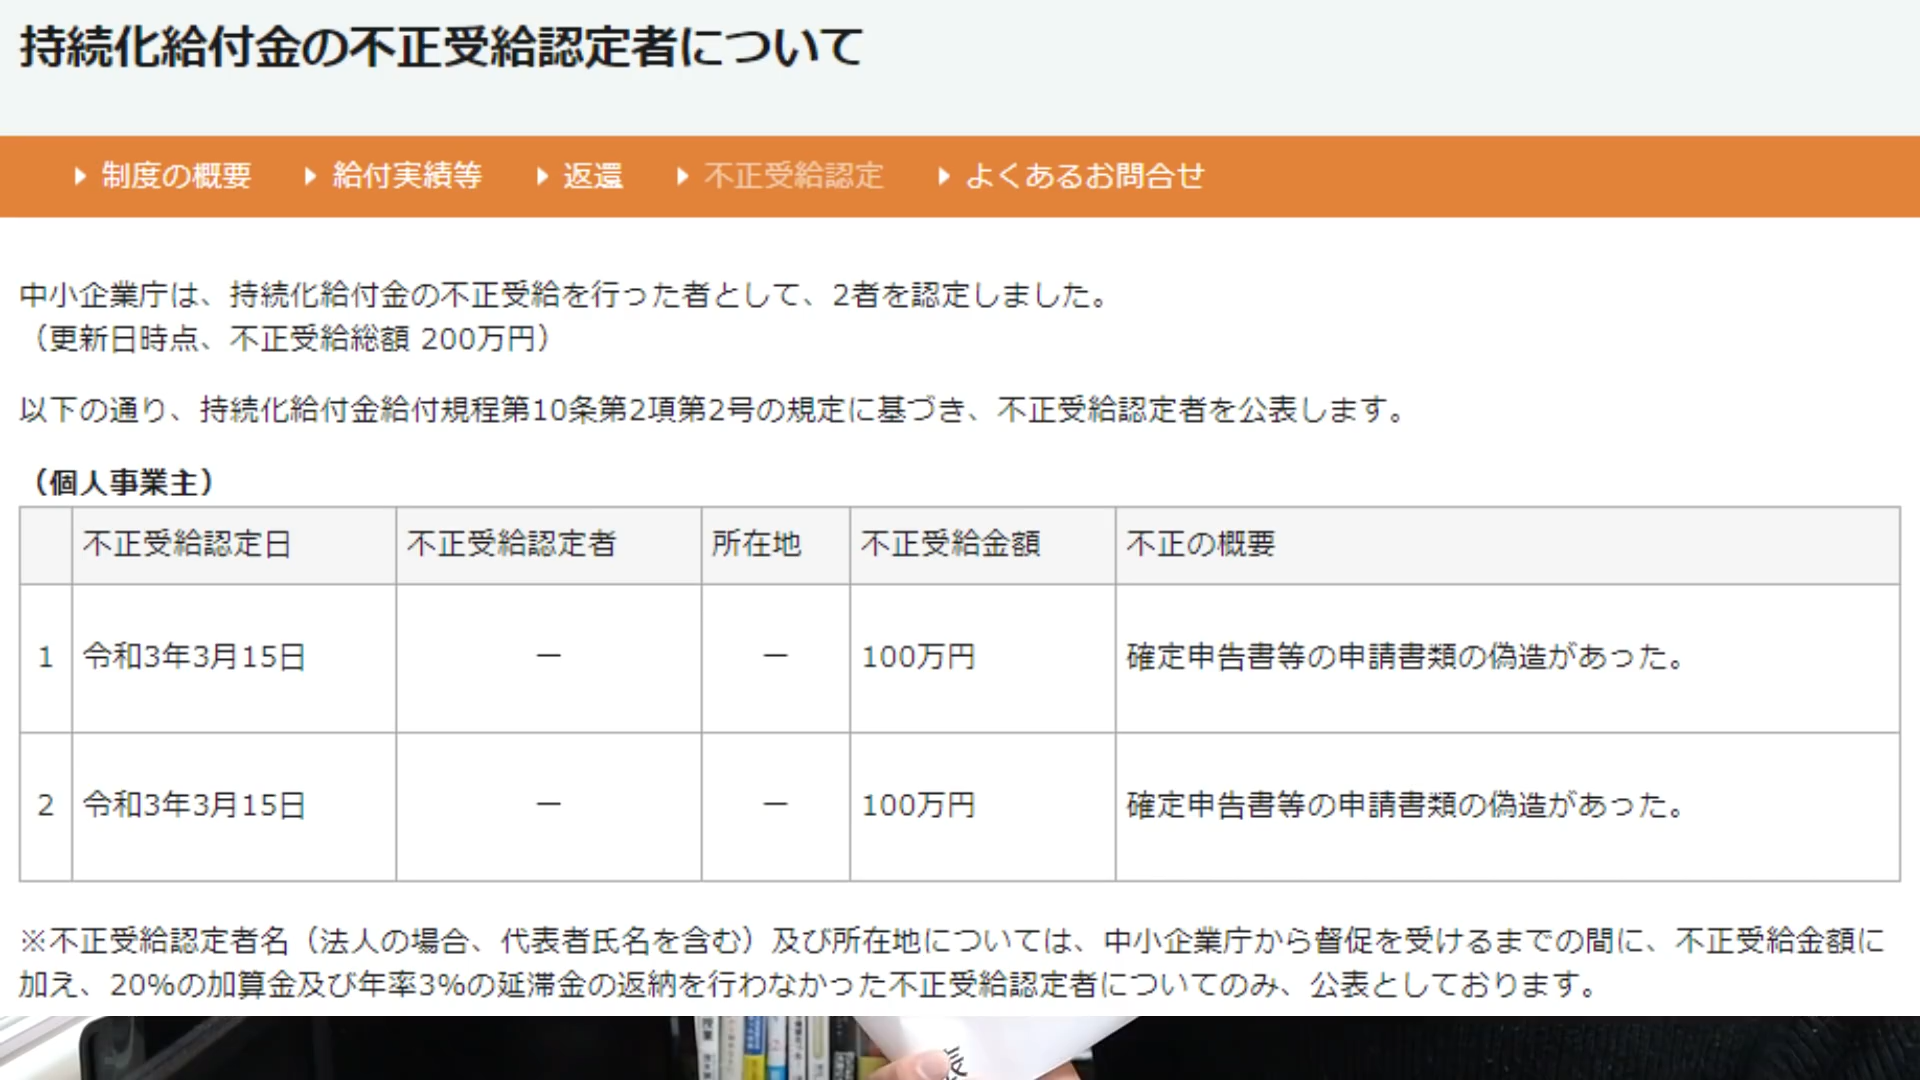 持続化給付金の不正受給認定者について
制度の概要 給付実績等 返還 不正受給認定 よくあるお問合せ
中小企業庁は、持続化給付金の不正受給を行った者として、2者を認定しました。
（更新日時点、不正受給総額 200万円）
以下の通り、持続化給付金給付規程第10条第2項第2号の規定に基づき、不正受給認定者を公表します。
（個人事業主）
不正受給認定日 不正受給認定者 所在地 不正受給金額 不正の概要
1 令和3年3月15日 ー ー 100万円 確定申告書等の申請書類の偽造があった。
2 令和3年3月15日 ー ー 100万円 確定申告書等の申請書類の偽造があった。
※不正受給認定者名（法人の場合、代表者氏名を含む）及び所在地については、中小企業庁から督促を受けるまでの間に、不正受給金額に
加え、20%の加算金及び年率3%の延滞金の返納を行わなかった不正受給認定者についてのみ、公表としております。